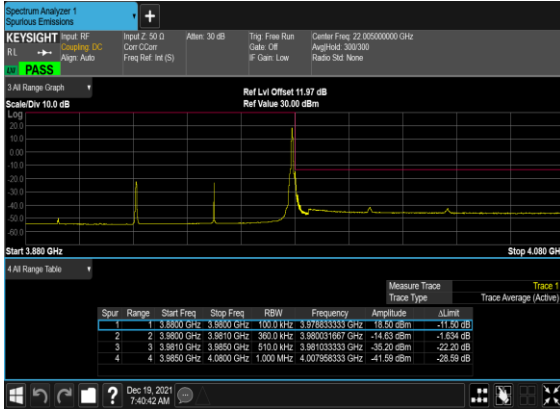 Spectrum Analyzer 1
Spurious Emissions
+
KEYSIGHT Input: RF Input Z: 50 Ω Atten: 30 dB Trig: Free Run Center Freq: 22.005000000 GHz
RL Coupling: DC Corr CCorr Gate: Off Avg|Hold: 300/300
Align: Auto Freq Ref: Int (S) IF Gain: Low Radio Std: None
PASS
3 All Range Graph
Ref Lvl Offset 11.97 dB
Scale/Div 10.0 dB Ref Value 30.00 dBm
Log
20.0
10.0
0.00
-10.0
-20.0
-30.0
-40.0
-50.0
-60.0
Start 3.880 GHz Stop 4.080 GH
4 All Range Table
Measure Trace Trace 1
Trace Type Trace Average (Active)
Spur Range Start Freq Stop Freq RBW Frequency Amplitude ΔLimit
1 1 3.8800 GHz 3.9800 GHz 100.0 kHz 3.978833333 GHz 18.50 dBm -11.50 dB
2 2 3.9800 GHz 3.9810 GHz 360.0 kHz 3.980031667 GHz -14.63 dBm -1.634 dB
3 3 3.9810 GHz 3.9850 GHz 510.0 kHz 3.981033333 GHz -35.20 dBm -22.20 dB
4 4 3.9850 GHz 4.0800 GHz 1.000 MHz 4.007958333 GHz -41.59 dBm -28.59 dB
? Dec 19, 2021
7:40:42 AM